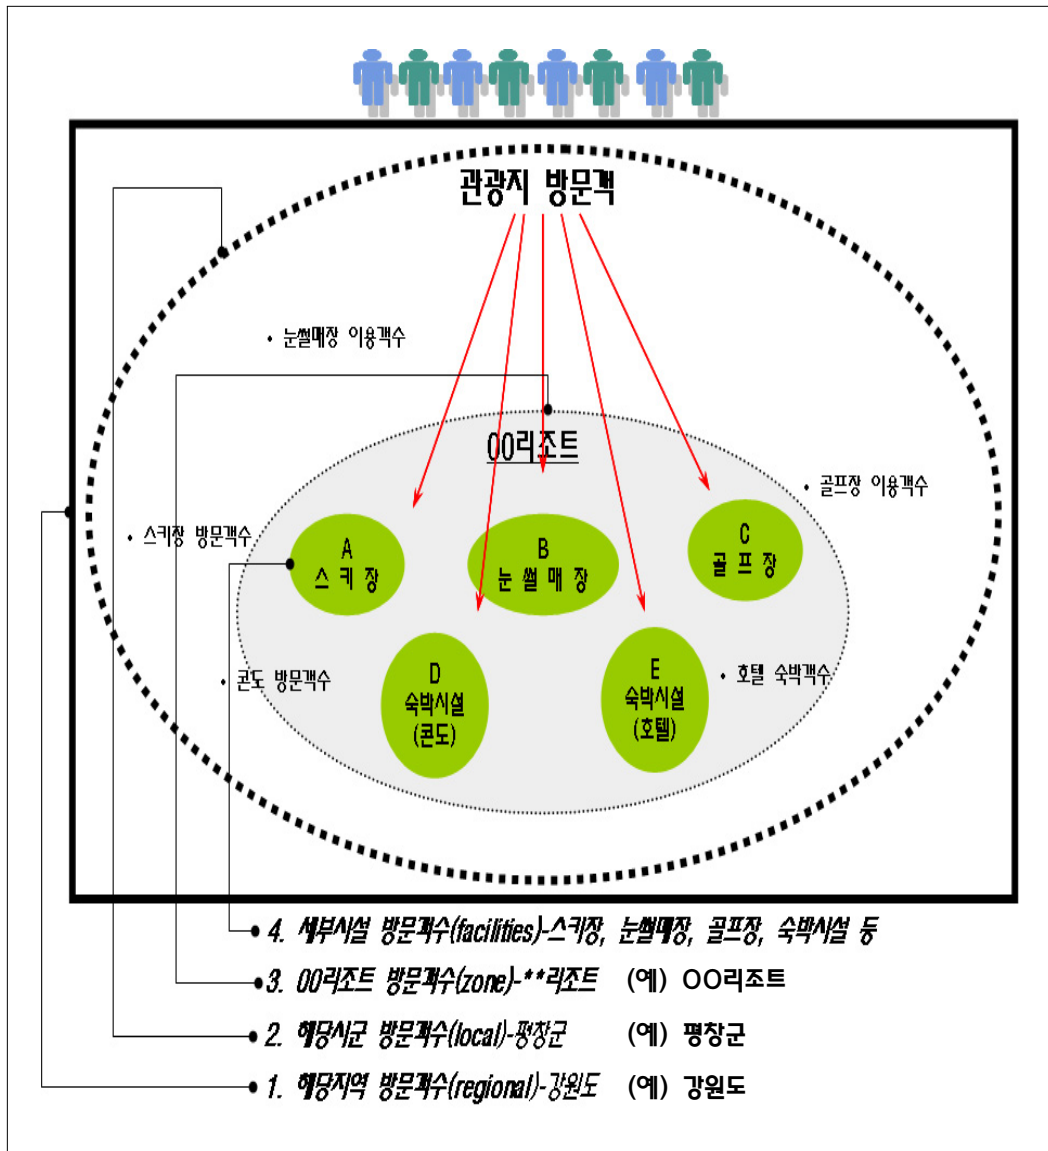 관광지 방문객
• 눈썰매장 이용객수
OO리조트
• 골프장 이용객수
• 스키장 방문객수
A
스키장
B
눈썰매장
C
골프장
• 콘도 방문객수
D
숙박시설
(콘도)
E
숙박시설
(호텔)
• 호텔 숙박객수
4. 세부시설 방문객수(facilities)-스키장, 눈썰매장, 골프장, 숙박시설 등
3. OO리조트 방문객수(zone)-**리조트 (예) OO리조트
2. 해당시군 방문객수(local)-평창군 (예) 평창군
1. 해당지역 방문객수(regional)-강원도 (예) 강원도